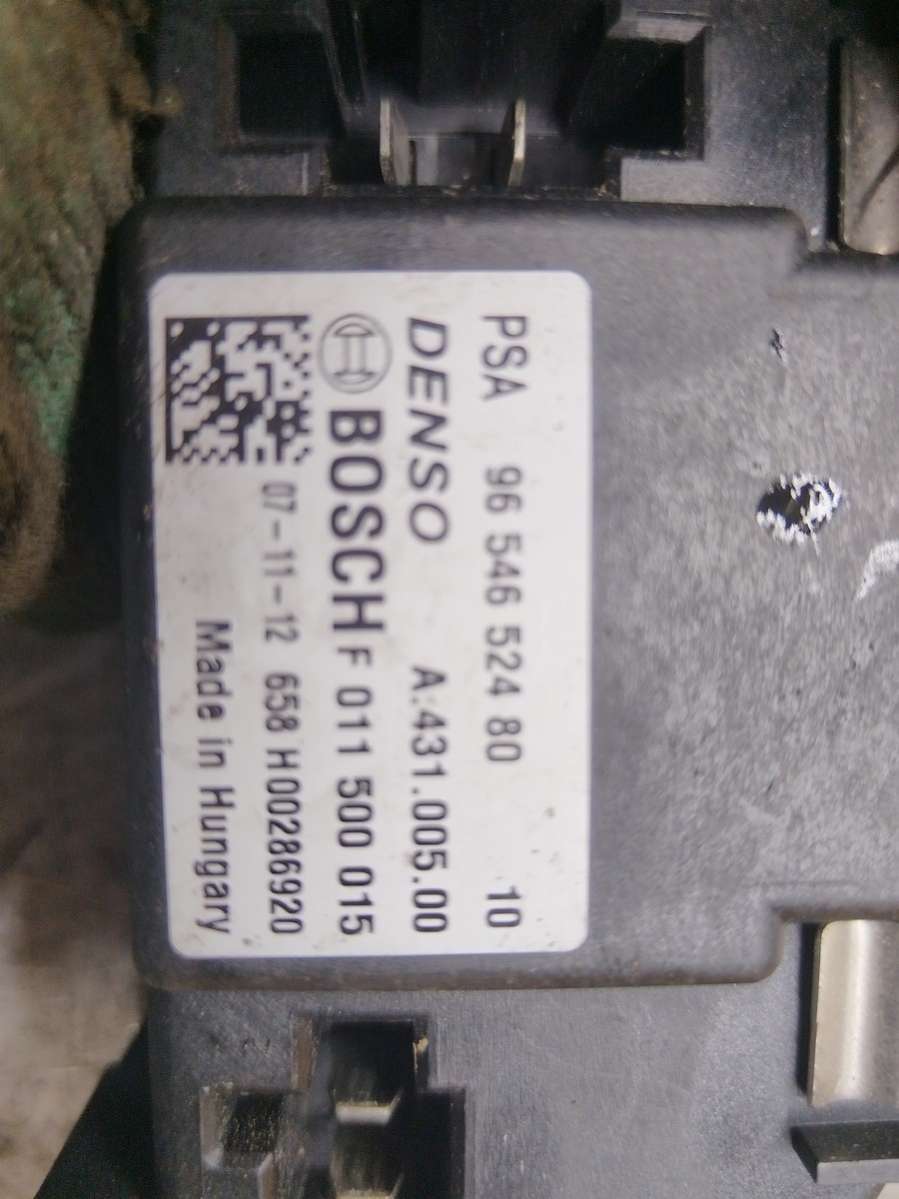 PSA 96 546 524 80 10
DENSO A.431.005.00
BOSCH F 011 500 015
07-11-12 658 H00286920
Made in Hungary